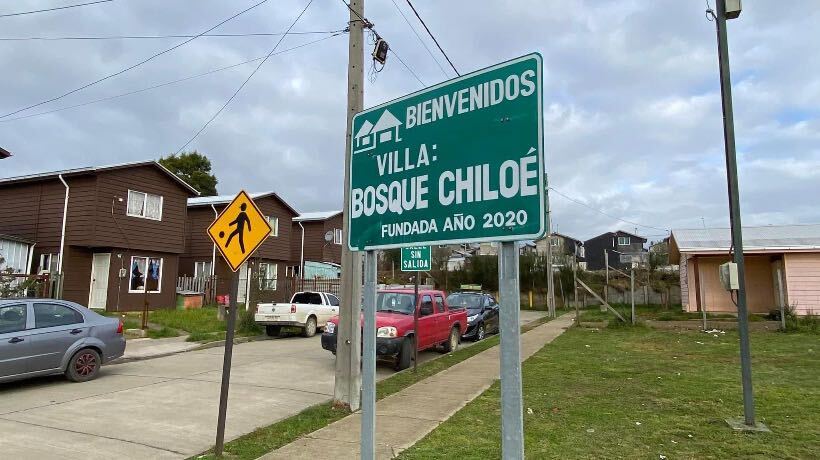 BIENVENIDOS
VILLA:
BOSQUE CHILOÉ
FUNDADA AÑO 2020
CALLE
SIN
SALIDA